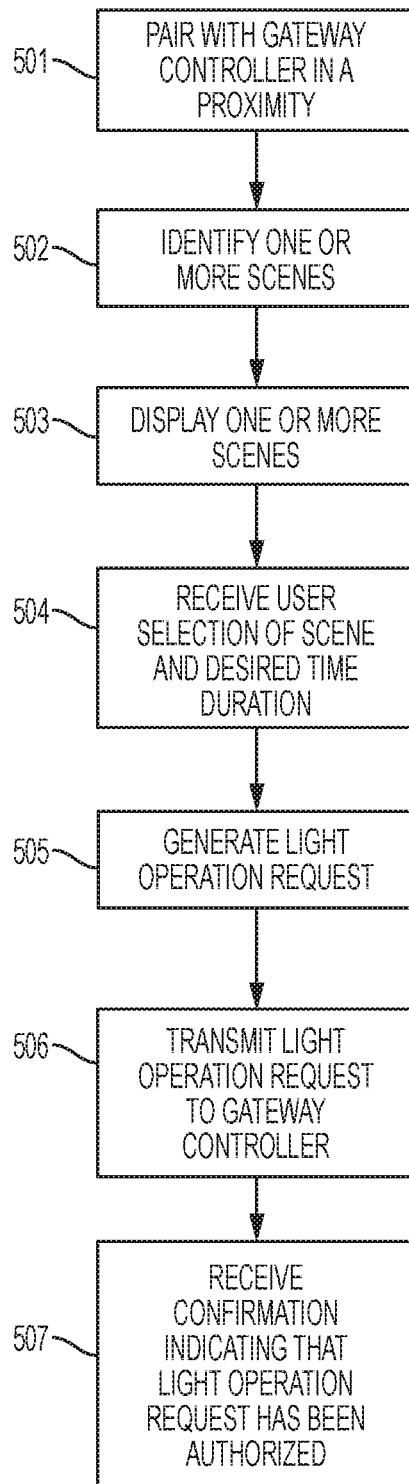 501
PAIR WITH GATEWAY
CONTROLLER IN A
PROXIMITY
502
IDENTIFY ONE OR
MORE SCENES
503
DISPLAY ONE OR MORE
SCENES
504
RECEIVE USER
SELECTION OF SCENE
AND DESIRED TIME
DURATION
505
GENERATE LIGHT
OPERATION REQUEST
506
TRANSMIT LIGHT
OPERATION REQUEST
TO GATEWAY
CONTROLLER
507
RECEIVE
CONFIRMATION
INDICATING THAT
LIGHT OPERATION
REQUEST HAS BEEN
AUTHORIZED